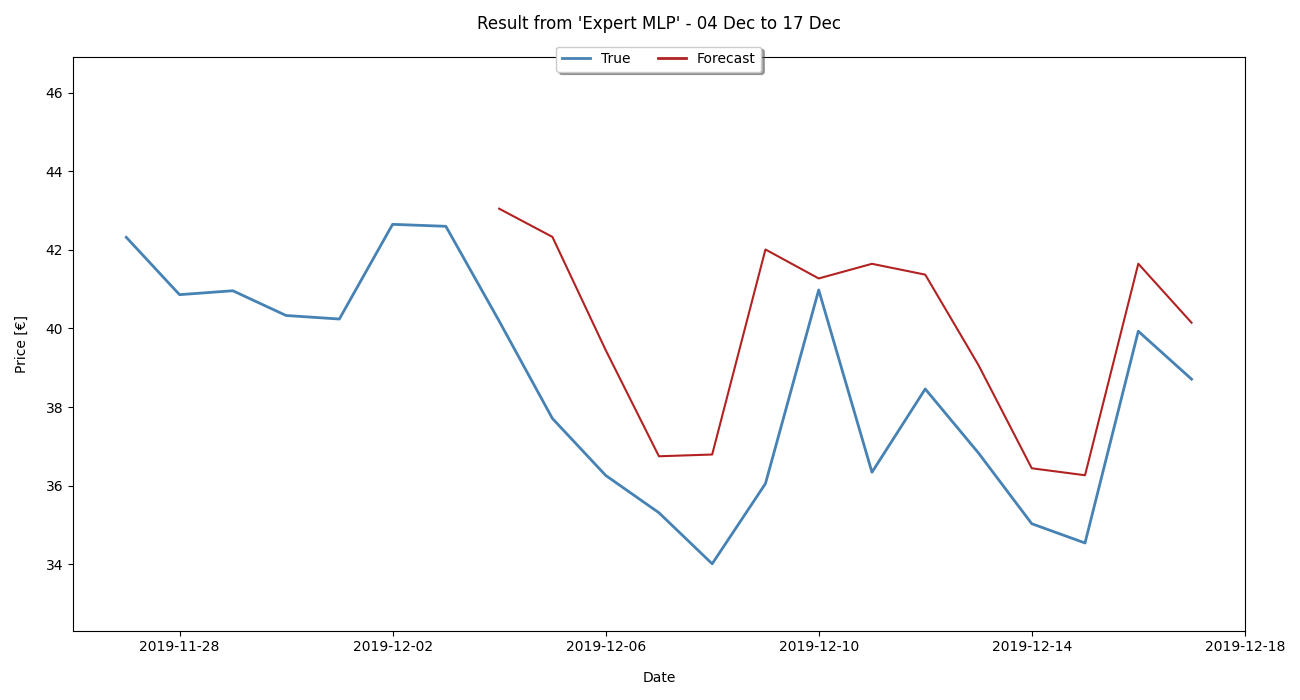 Result from 'Expert MLP' - 04 Dec to 17 Dec
True Forecast
46
44
42
40
38
36
34
Price [€]
2019-11-28 2019-12-02 2019-12-06 2019-12-10 2019-12-14 2019-12-18
Date